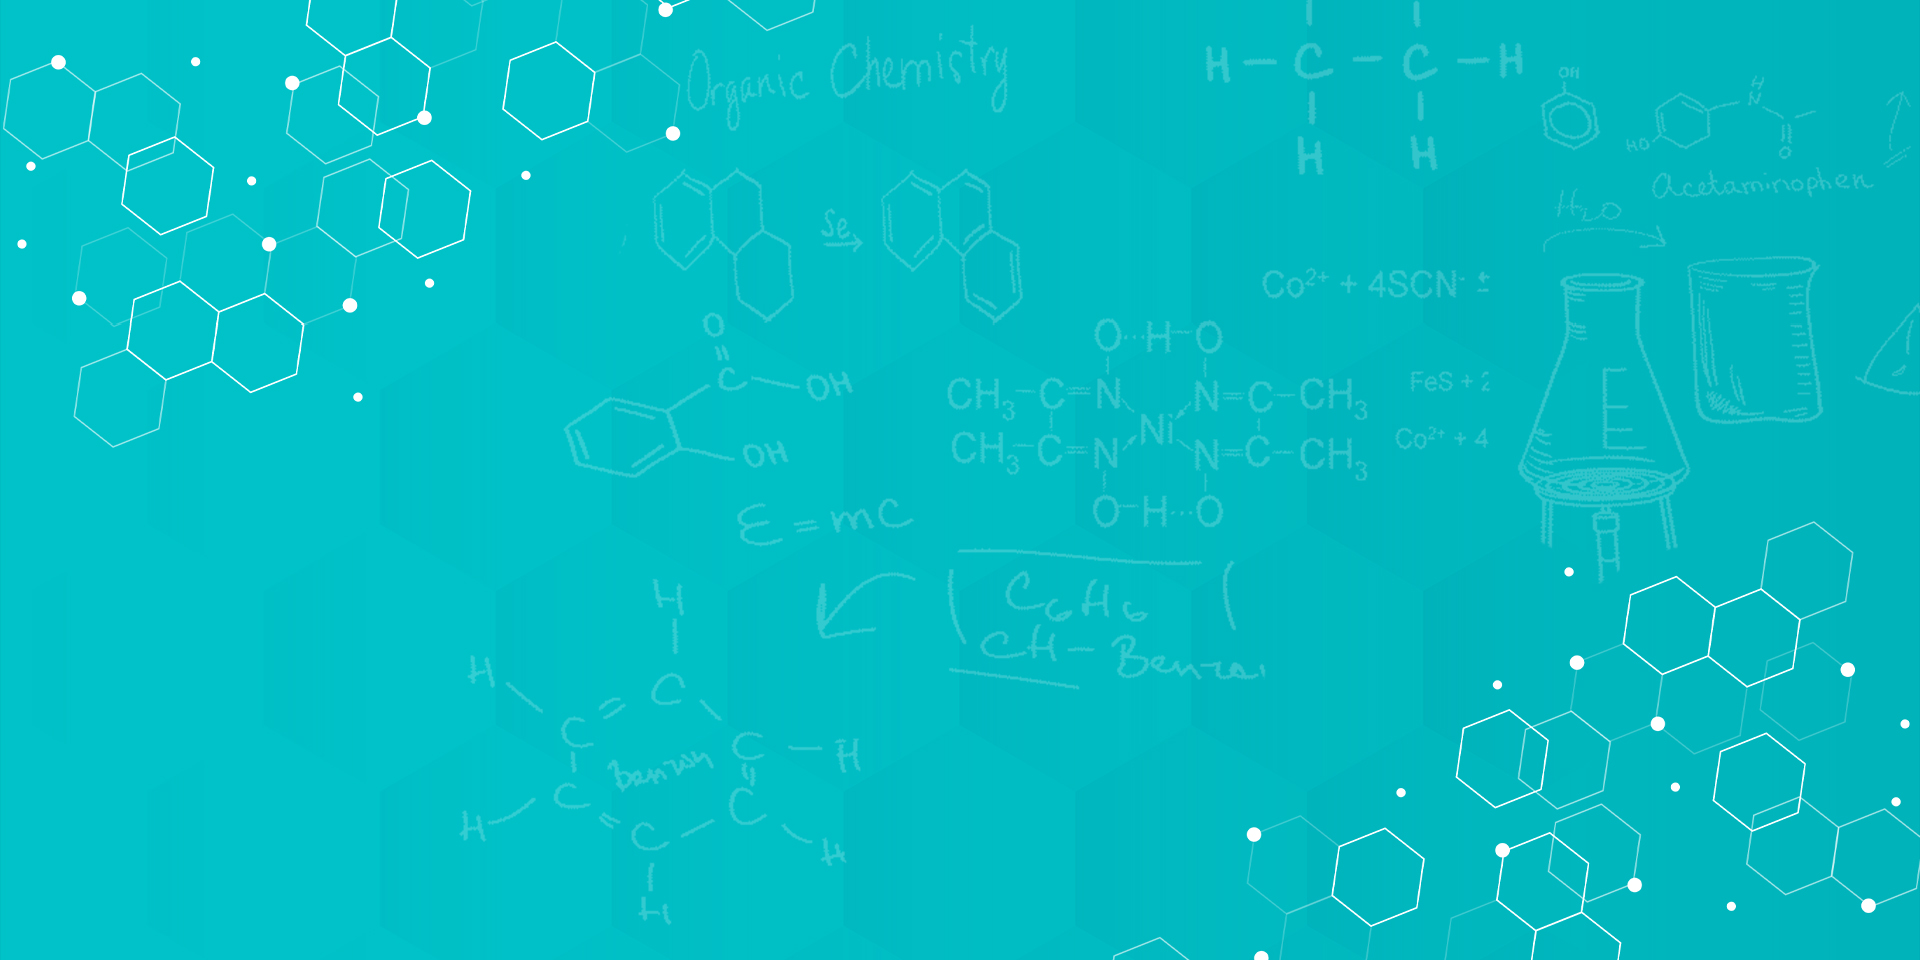 Organic Chemistry
H – C – C – H
H H
OH
H
N
HO
O
Acetaminophen
H₂O
Se
Co²⁺ + 4SCN⁻ ±
O
C
OH
OH
O···H–O
CH₃–C=N N=C–CH₃
Ni
CH₃–C=N N=C–CH₃
O–H···O
FeS + 2
Co²⁺ + 4
E = mc
C₆H₆
CH –
H
H
C
C
C – H
C
C
H
C
H
H